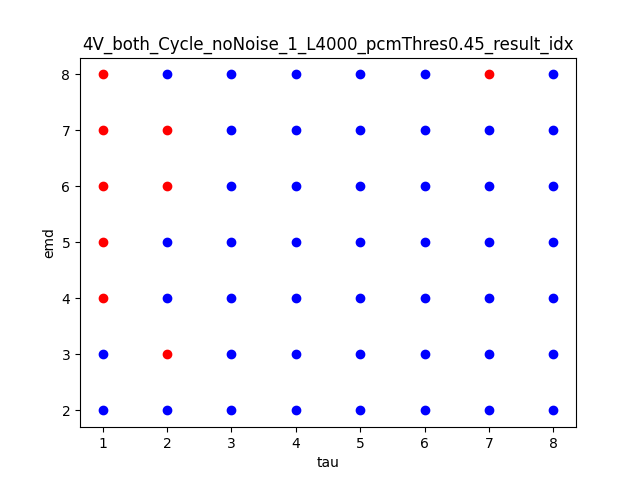 4V_both_Cycle_noNoise_1_L4000_pcmThres0.45_result_idx
8
7
6
5
4
3
2
emd
1 2 3 4 5 6 7 8
tau